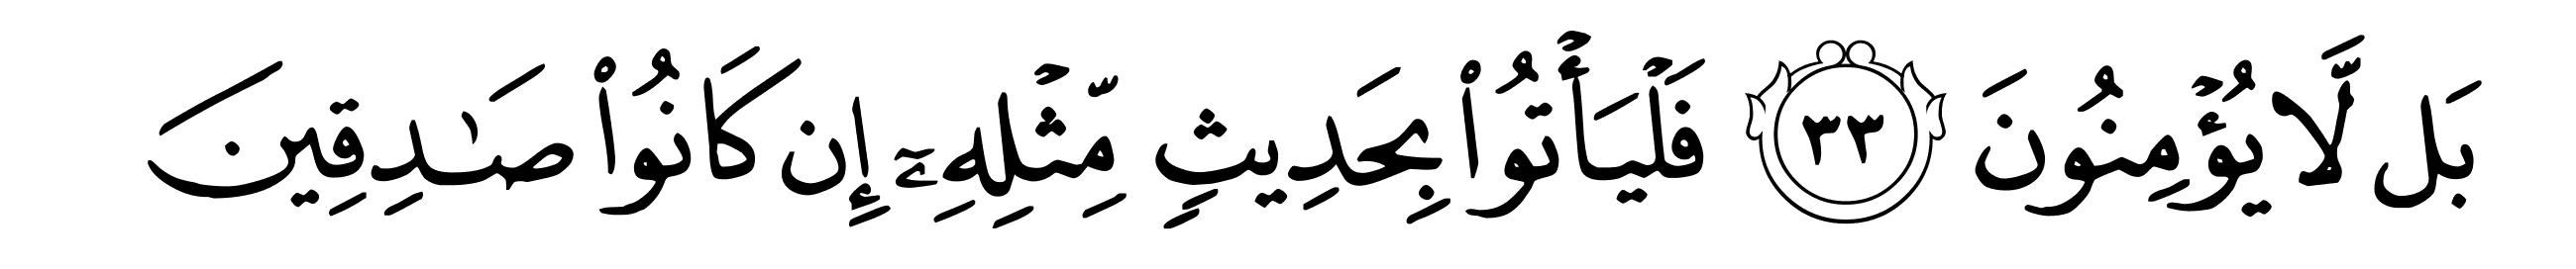 بَل لَّا يُؤْمِنُونَ ٣٣ فَلْيَأْتُوا۟ بِحَدِيثٍ مِّثْلِهِۦٓ إِن كَانُوا۟ صَـٰدِقِينَ